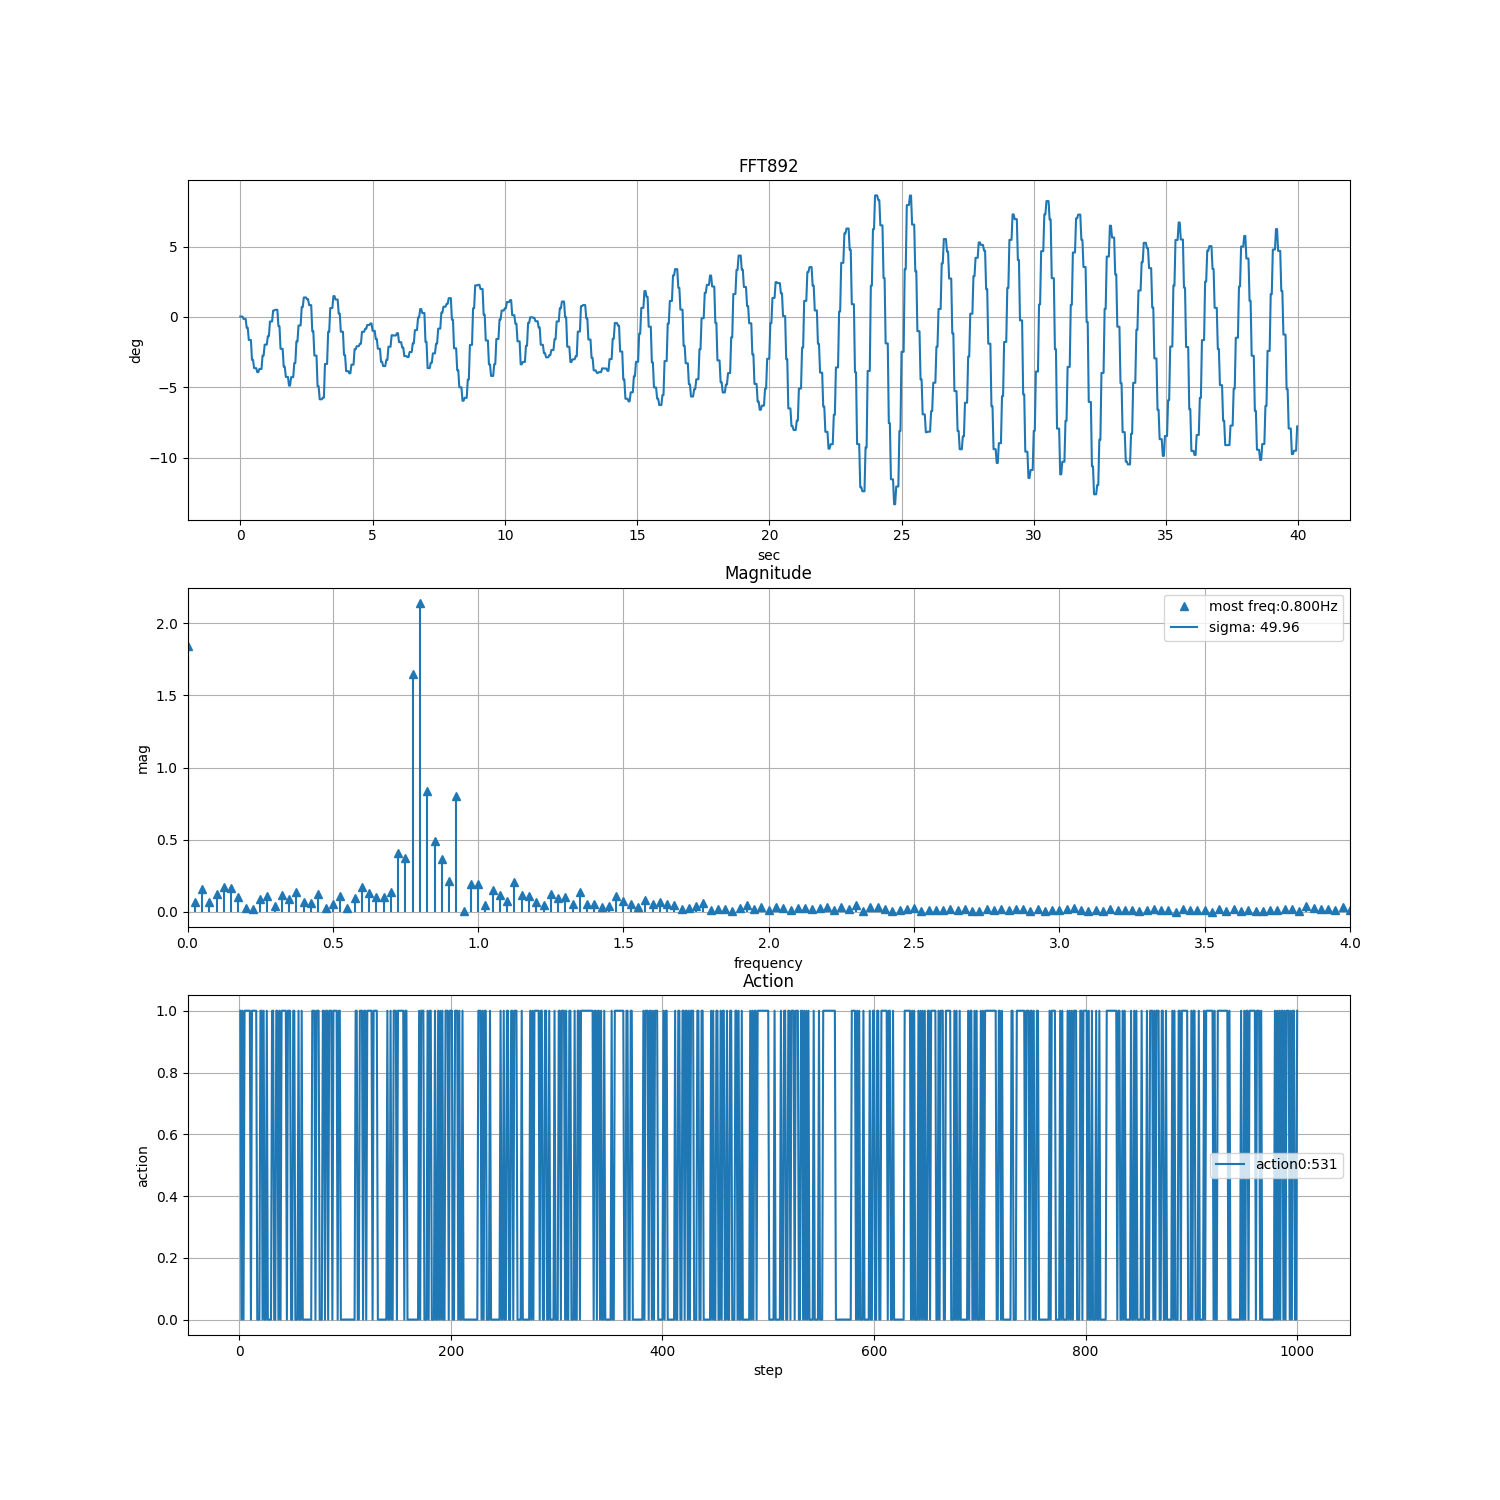 FFT892
5
0
−5
−10
deg
0 5 10 15 20 25 30 35 40
sec
Magnitude
most freq:0.800Hz
sigma: 49.96
2.0
1.5
1.0
0.5
0.0
mag
0.0 0.5 1.0 1.5 2.0 2.5 3.0 3.5 4.0
frequency
Action
1.0
0.8
0.6
0.4
0.2
0.0
action
action0:531
0 200 400 600 800 1000
step